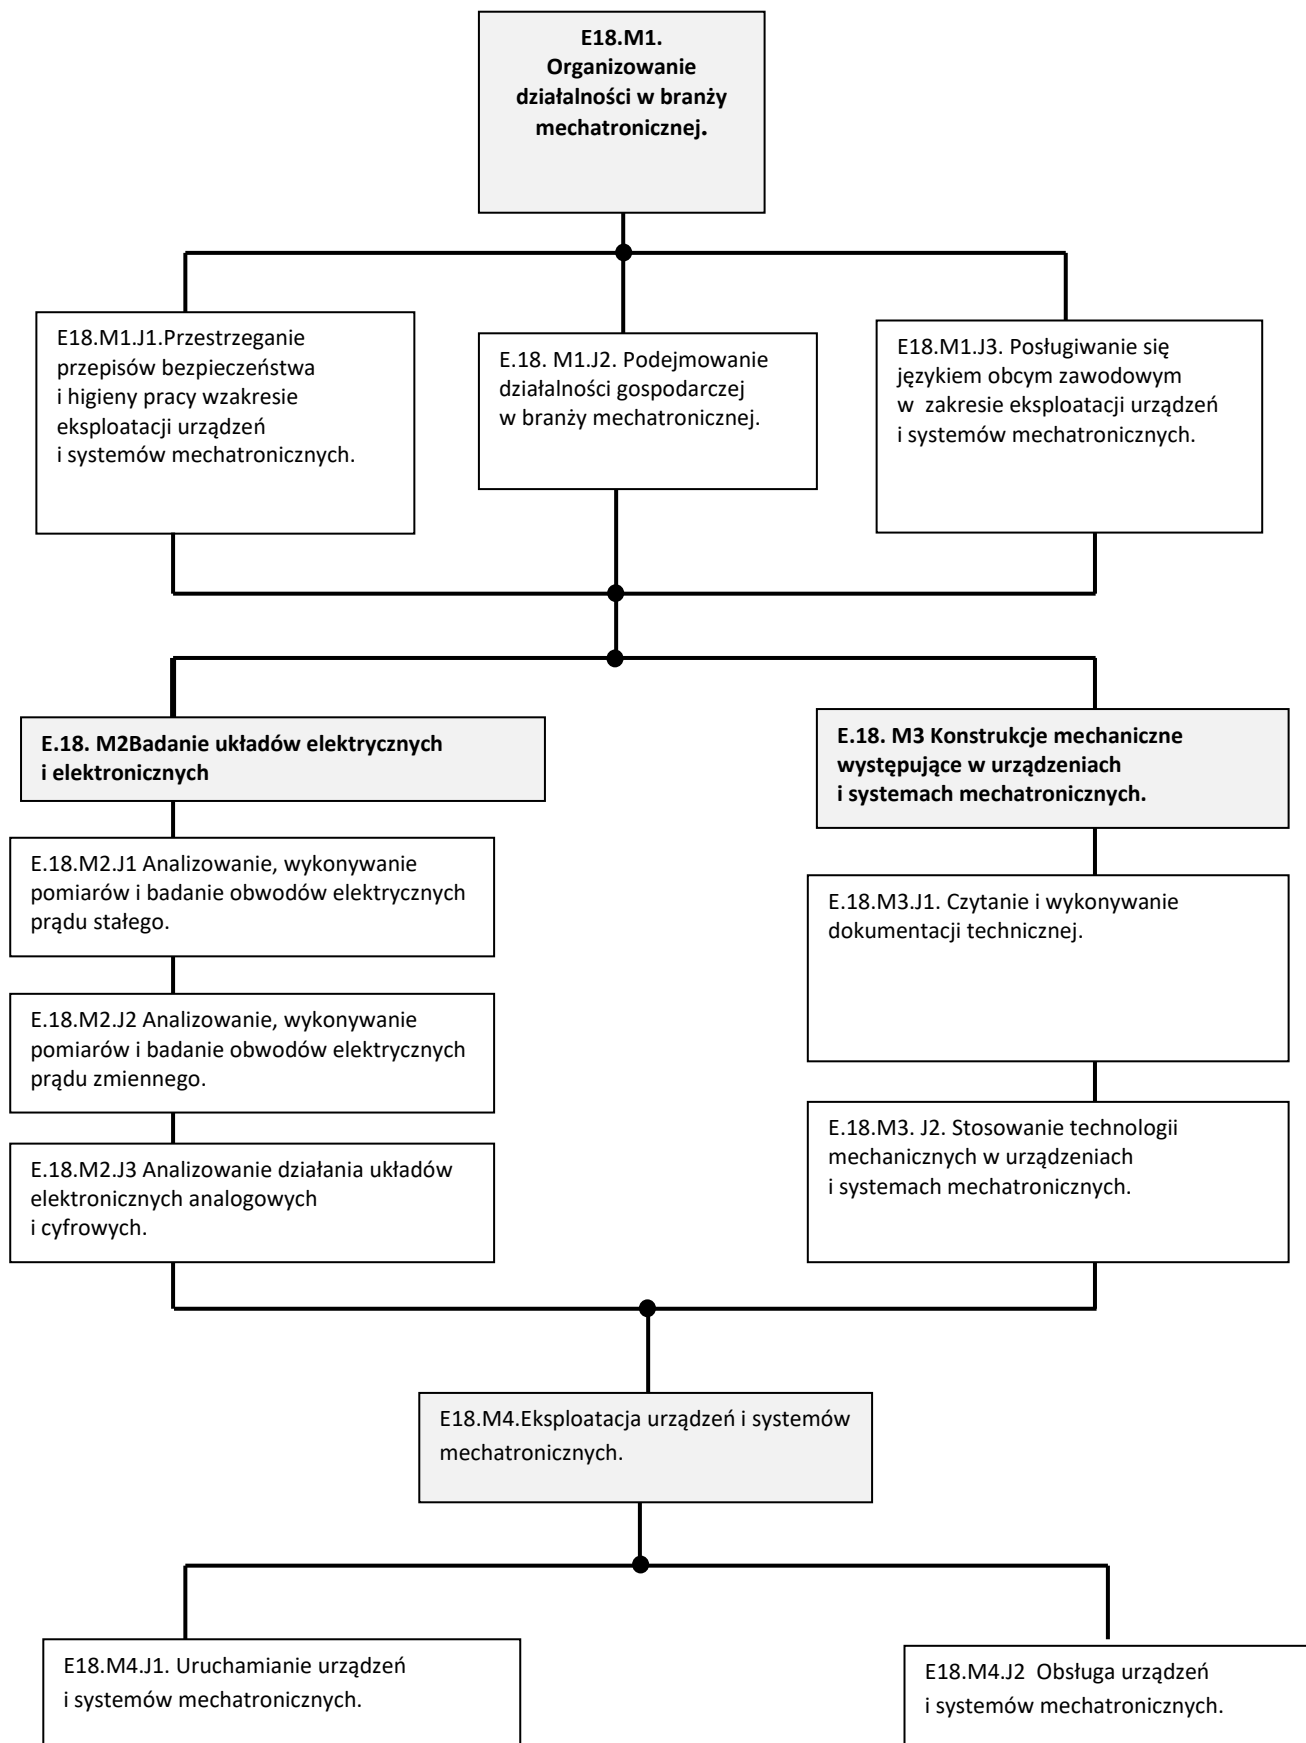 E18.M1.
Organizowanie
działalności w branży
mechatronicznej.
E18.M1.J1.Przestrzeganie
przepisów bezpieczeństwa
i higieny pracy wzakresie
eksploatacji urządzeń
i systemów mechatronicznych.
E.18. M1.J2. Podejmowanie
działalności gospodarczej
w branży mechatronicznej.
E18.M1.J3. Posługiwanie się
językiem obcym zawodowym
w  zakresie eksploatacji urządzeń
i systemów mechatronicznych.
E.18. M2Badanie układów elektrycznych
i elektronicznych
E.18. M3 Konstrukcje mechaniczne
występujące w urządzeniach
i systemach mechatronicznych.
E.18.M2.J1 Analizowanie, wykonywanie
pomiarów i badanie obwodów elektrycznych
prądu stałego.
E.18.M2.J2 Analizowanie, wykonywanie
pomiarów i badanie obwodów elektrycznych
prądu zmiennego.
E.18.M2.J3 Analizowanie działania układów
elektronicznych analogowych
i cyfrowych.
E.18.M3.J1. Czytanie i wykonywanie
dokumentacji technicznej.
E.18.M3. J2. Stosowanie technologii
mechanicznych w urządzeniach
i systemach mechatronicznych.
E18.M4.Eksploatacja urządzeń i systemów
mechatronicznych.
E18.M4.J1. Uruchamianie urządzeń
i systemów mechatronicznych.
E18.M4.J2  Obsługa urządzeń
i systemów mechatronicznych.